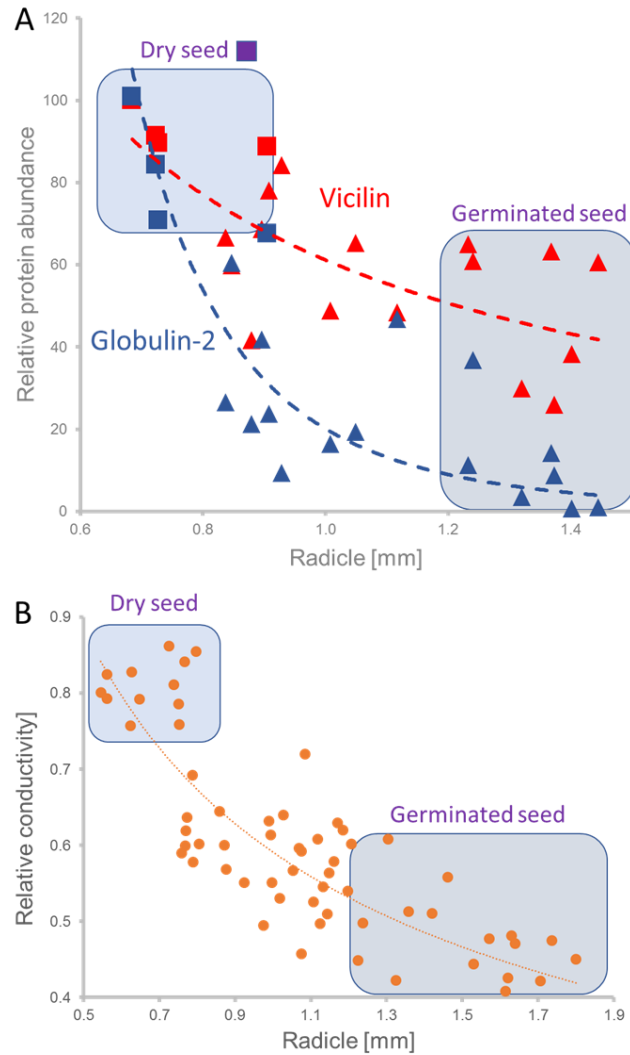 A
120
Dry seed
100
80
Vicilin
Germinated seed
60
Relative protein abundance
Globulin-2
40
20
0
0.6 0.8 1.0 1.2 1.4
Radicle [mm]
B
Dry seed
0.9
0.8
0.7
Germinated seed
Relative conductivity]
0.6
0.5
0.4
0.5 0.7 0.9 1.1 1.3 1.5 1.7 1.9
Radicle [mm]